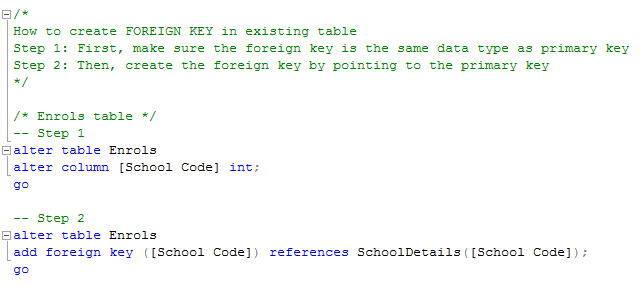 /*
How to create FOREIGN KEY in existing table
Step 1: First, make sure the foreign key is the same data type as primary key
Step 2: Then, create the foreign key by pointing to the primary key
*/
/* Enrols table */
-- Step 1
alter table Enrols
alter column [School Code] int;
go
-- Step 2
alter table Enrols
add foreign key ([School Code]) references SchoolDetails([School Code]);
go